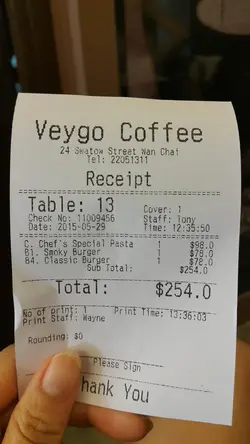 Veygo Coffee
24 Swatow Street Wan Chai
Tel: 22051311
Receipt
Table: 13 Cover: 1
Check No: 11009456 Staff: Tony
Date: 2015-05-29 Time: 12:35:50
C. Chef's Special Pasta 1 $98.0
61. Smoky Burger 1 $78.0
64. Classic Burger 1 $78.0
Sub Total: $254.0
Total: $254.0
No of print: 1 Print Time: 13:36:03
Print Staff: Wayne
Rounding: $0
Please Sign
Thank You